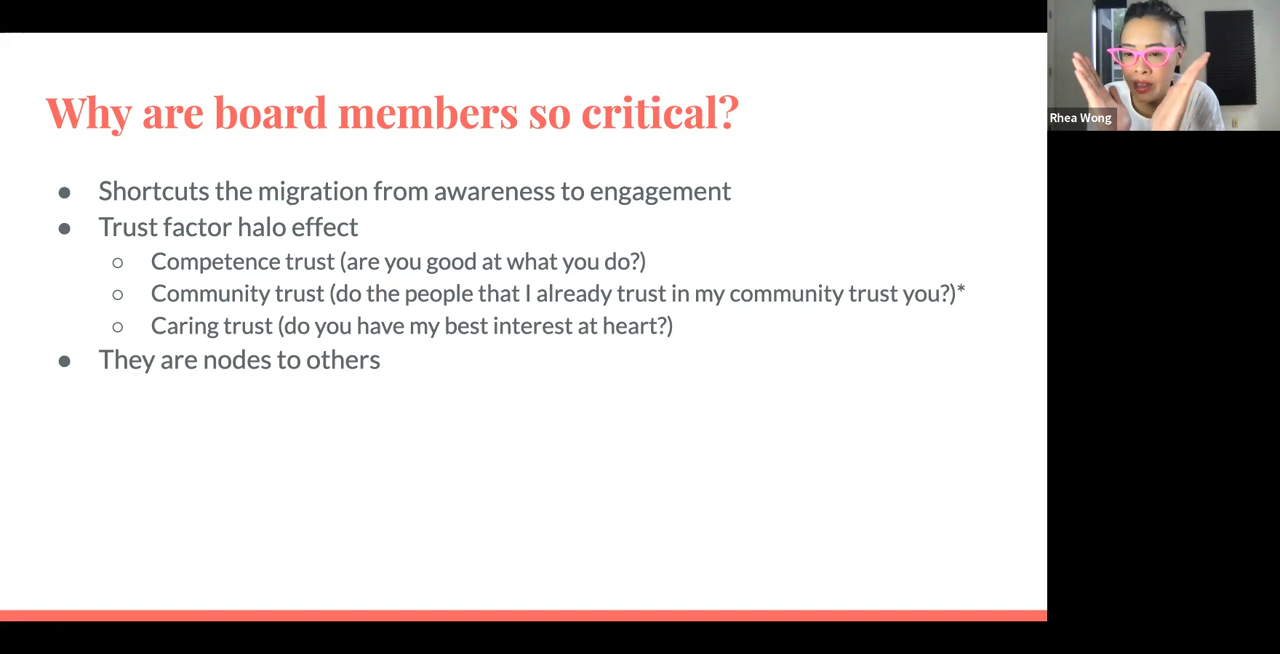 Why are board members so critical?
● Shortcuts the migration from awareness to engagement
● Trust factor halo effect
○ Competence trust (are you good at what you do?)
○ Community trust (do the people that I already trust in my community trust you?)*
○ Caring trust (do you have my best interest at heart?)
● They are nodes to others
Rhea Wong